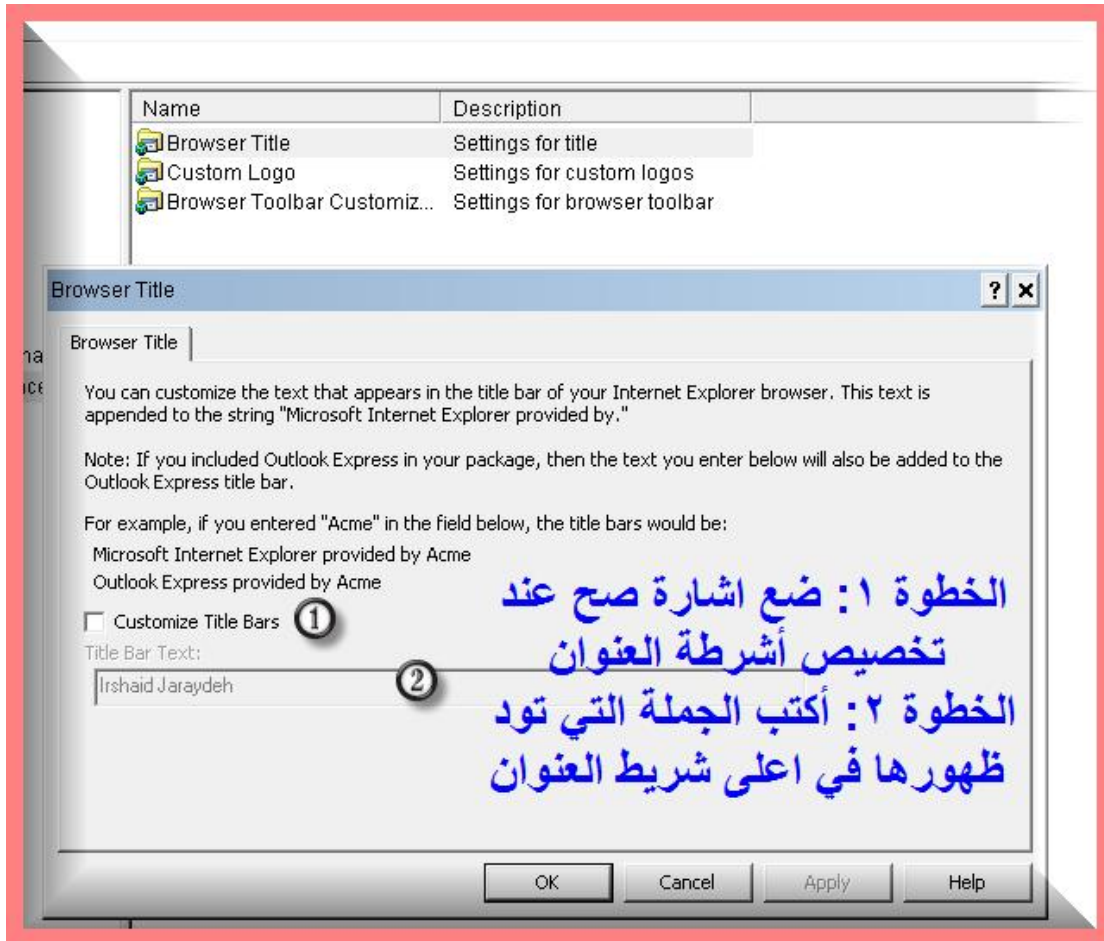 Name Description
Browser Title Settings for title
Custom Logo Settings for custom logos
Browser Toolbar Customiz... Settings for browser toolbar
Browser Title ? x
Browser Title
You can customize the text that appears in the title bar of your Internet Explorer browser. This text is
appended to the string "Microsoft Internet Explorer provided by."
Note: If you included Outlook Express in your package, then the text you enter below will also be added to the
Outlook Express title bar.
For example, if you entered "Acme" in the field below, the title bars would be:
Microsoft Internet Explorer provided by Acme
Outlook Express provided by Acme
الخطوة ١: ضع اشارة صح عند
Customize Title Bars 1
تخصيص أشرطة العنوان
Title Bar Text:
Irshaid Jaraydeh 2
الخطوة ٢: أكتب الجملة التي تود
ظهورها في اعلى شريط العنوان
OK Cancel Apply Help